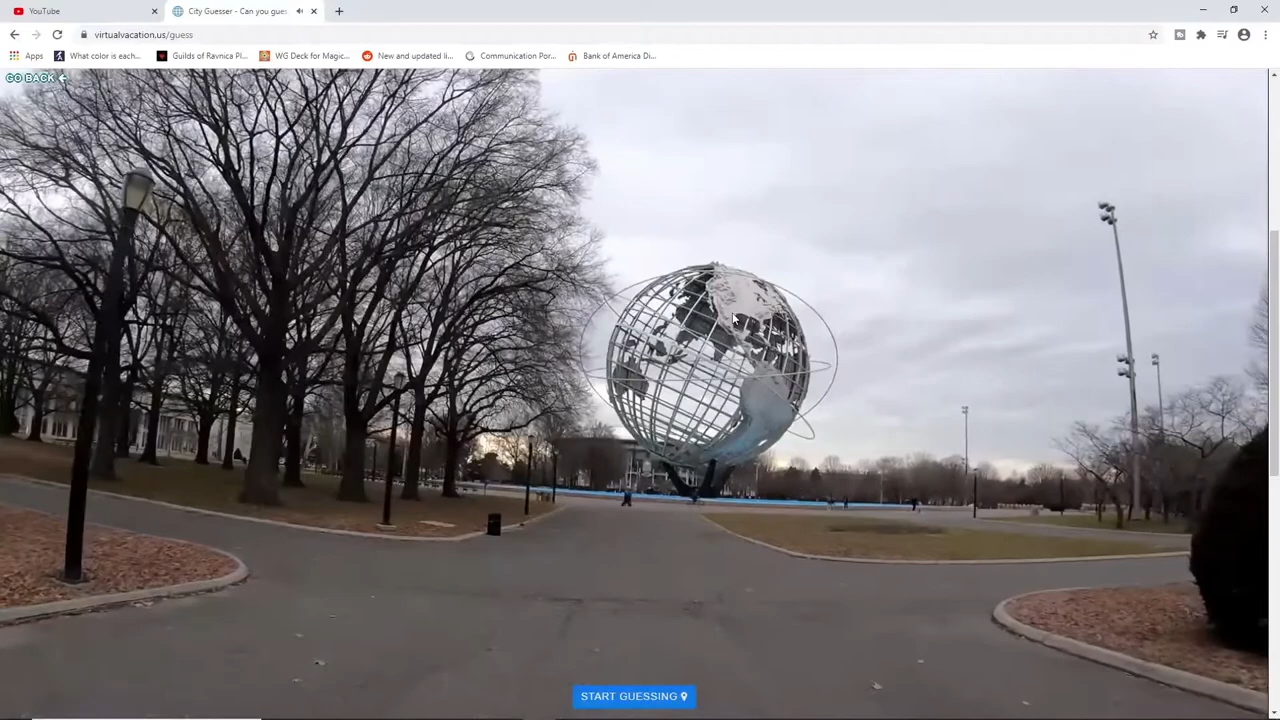 YouTube
City Guesser - Can you gues
virtualvacation.us/guess
Apps
What color is each...
Guilds of Ravnica Pl...
WG Deck for Magic...
New and updated li...
Communication Por...
Bank of America Di...
GO BACK
START GUESSING